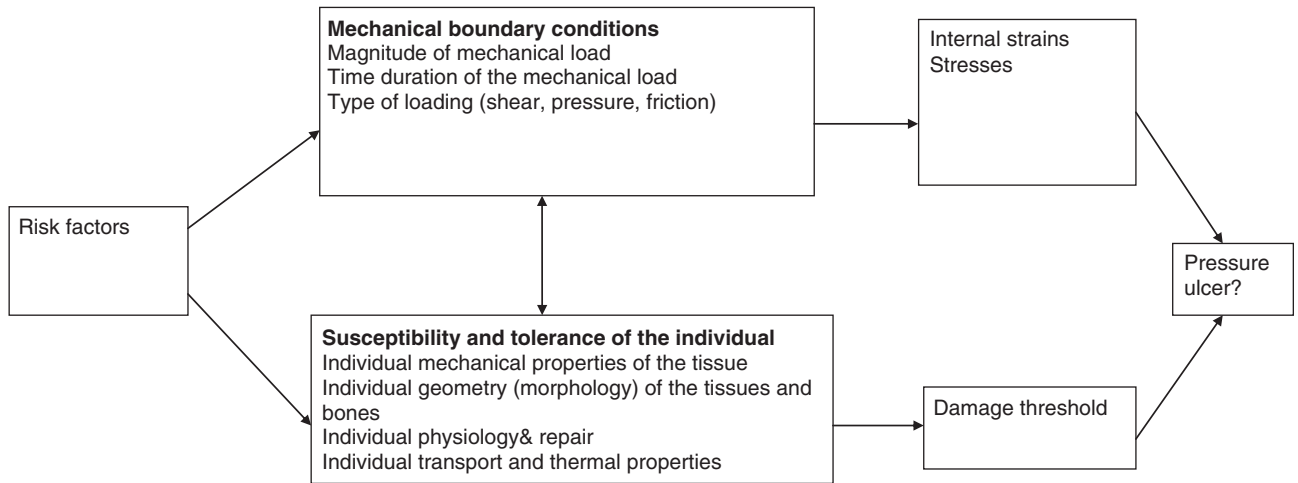 Risk factors
Mechanical boundary conditions
Magnitude of mechanical load
Time duration of the mechanical load
Type of loading (shear, pressure, friction)
Susceptibility and tolerance of the individual
Individual mechanical properties of the tissue
Individual geometry (morphology) of the tissues and
bones
Individual physiology& repair
Individual transport and thermal properties
Internal strains
Stresses
Damage threshold
Pressure
ulcer?